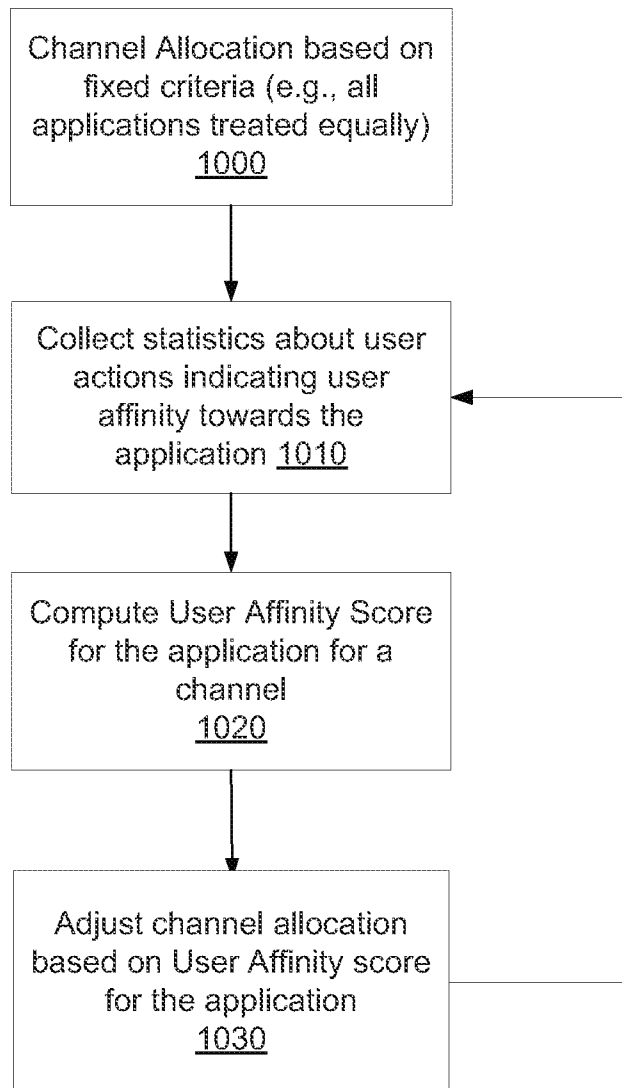 Channel Allocation based on
fixed criteria (e.g., all
applications treated equally)
1000
Collect statistics about user
actions indicating user
affinity towards the
application 1010
Compute User Affinity Score
for the application for a
channel
1020
Adjust channel allocation
based on User Affinity score
for the application
1030